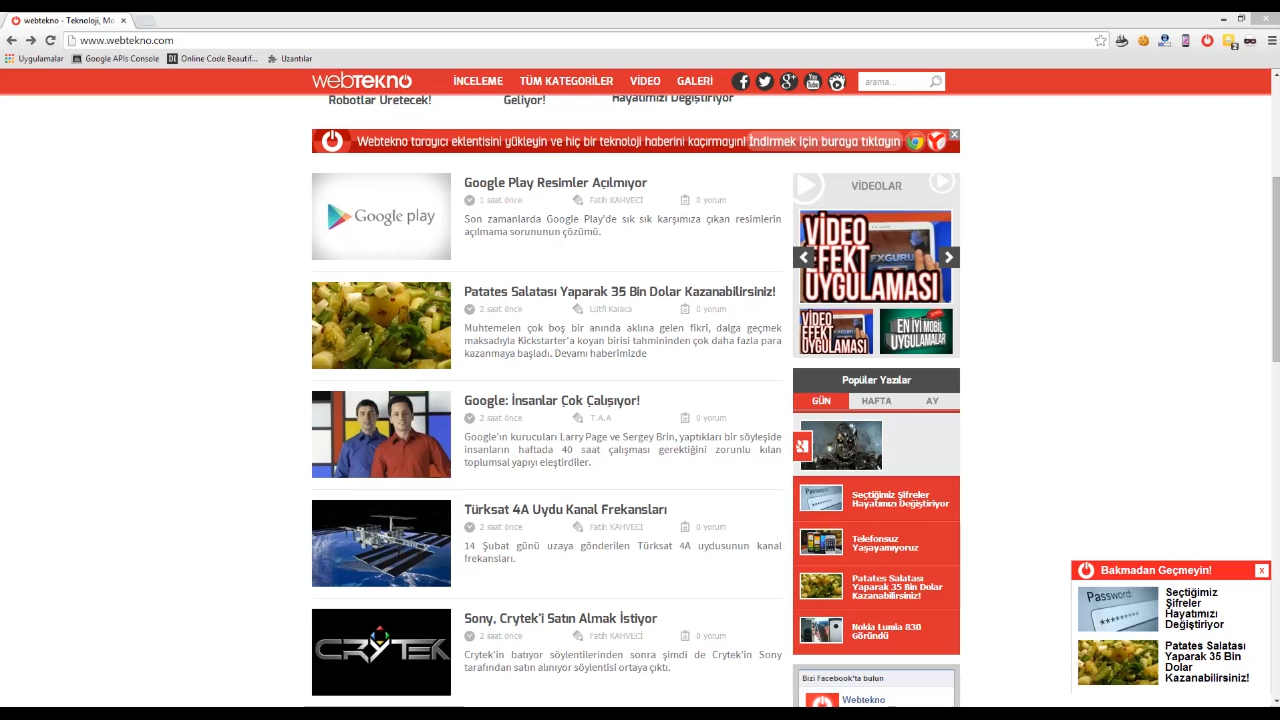 webtekno - Teknoloji, Mo
www.webtekno.com
Uygulamalar
Google APIs Console
Online Code Beautif...
Uzantılar
webtekno
İNCELEME
TÜM KATEGORİLER
VİDEO
GALERİ
arama...
Robotlar Üretecek!
Geliyor!
Hayatımızı Değiştiriyor
Webtekno tarayıcı eklentisini yükleyin ve hiç bir teknoloji haberini kaçırmayın! İndirmek için buraya tıklayın
Google play
Google Play Resimler Açılmıyor
1 saat önce
Fatih KAHVECİ
0 yorum
Son zamanlarda Google Play'de sık sık karşımıza çıkan resimlerin
açılmama sorununun çözümü.
Patates Salatası Yaparak 35 Bin Dolar Kazanabilirsiniz!
2 saat önce
Lütfi Karaca
0 yorum
Muhtemelen çok boş bir anında aklına gelen fikri, dalga geçmek
maksadıyla Kickstarter'a koyan birisi tahmininden çok daha fazla para
kazanmaya başladı. Devamı haberimizde
Google: İnsanlar Çok Çalışıyor!
2 saat önce
T.A.A
0 yorum
Google'ın kurucuları Larry Page ve Sergey Brin, yaptıkları bir söyleşide
insanların haftada 40 saat çalışması gerektiğini zorunlu kılan
toplumsal yapıyı eleştirdiler.
Türksat 4A Uydu Kanal Frekansları
2 saat önce
Fatih KAHVECİ
0 yorum
14 Şubat günü uzaya gönderilen Türksat 4A uydusunun kanal
frekansları.
CRYTEK
Sony, Crytek'i Satın Almak İstiyor
2 saat önce
Fatih KAHVECİ
0 yorum
Crytek'in batıyor söylentilerinden sonra şimdi de Crytek'in Sony
tarafından satın alınıyor söylentisi ortaya çıktı.
VİDEOLAR
VİDEO
EFEKT
FXGURU
UYGULAMASI
VİDEO
EFEKT
UYGULAMASI
EN İYİ MOBİL
UYGULAMALAR
Popüler Yazılar
GÜN
HAFTA
AY
Seçtiğimiz Şifreler
Hayatımızı Değiştiriyor
Telefonsuz
Yaşayamıyoruz
Patates Salatası
Yaparak 35 Bin Dolar
Kazanabilirsiniz!
Nokia Lumia 830
Göründü
Bizi Facebook'ta bulun
Webtekno
Bakmadan Geçmeyin!
x
Password:
Seçtiğimiz
Şifreler
Hayatımızı
Değiştiriyor
Patates Salatası
Yaparak 35 Bin
Dolar
Kazanabilirsiniz!